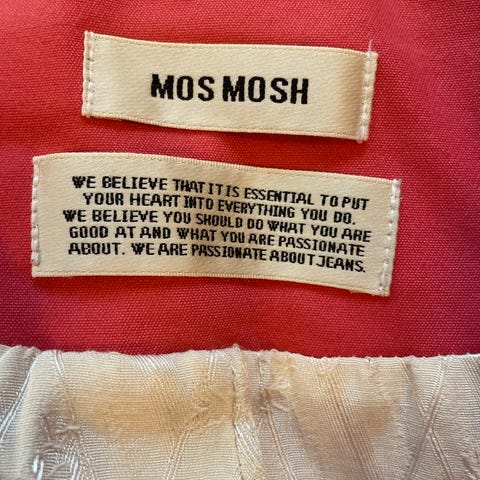 MOS MOSH
WE BELIEVE THAT IT IS ESSENTIAL TO PUT
YOUR HEART INTO EVERYTHING YOU DO.
WE BELIEVE YOU SHOULD DO WHAT YOU ARE
GOOD AT AND WHAT YOU ARE PASSIONATE
ABOUT. WE ARE PASSIONATE ABOUT JEANS.